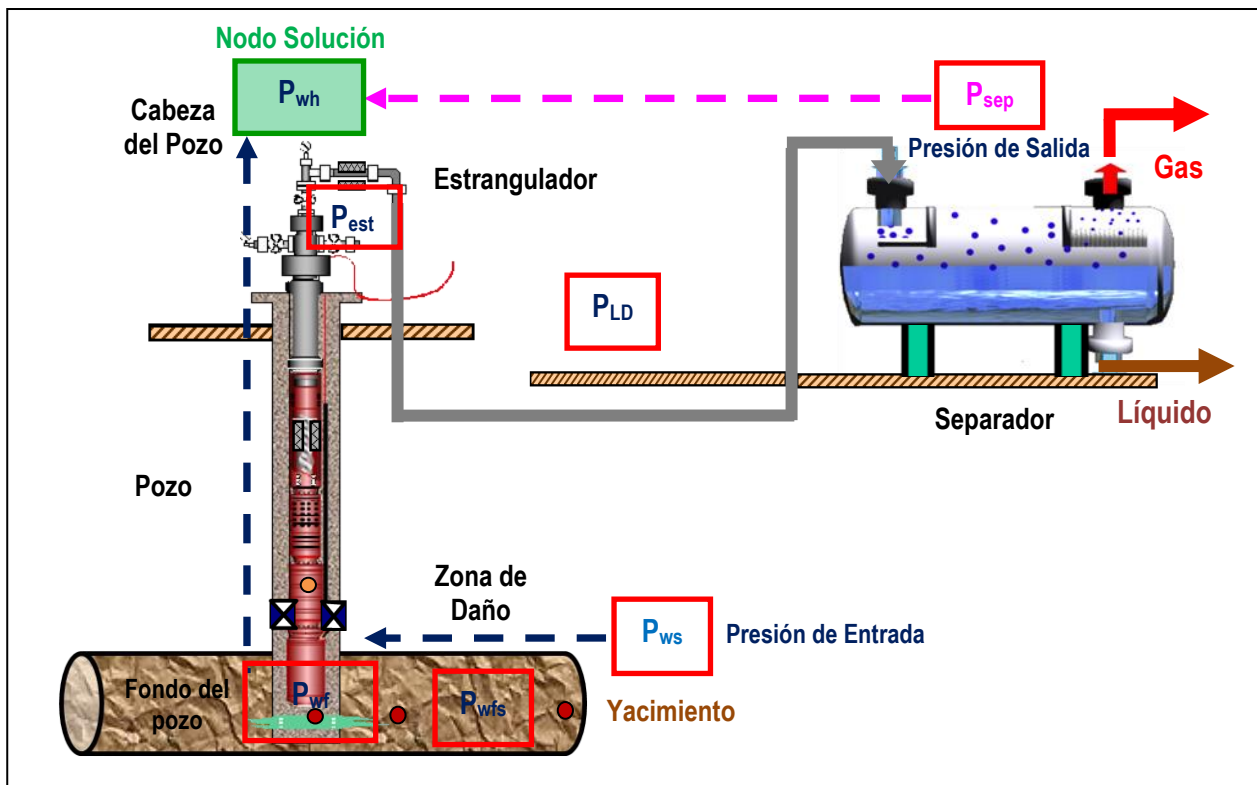 Nodo Solución
Pwh
Psep
Cabeza
del Pozo
Presión de Salida
Gas
Estrangulador
Pest
PLD
Separador
Líquido
Pozo
Zona de
Daño
Pws
Presión de Entrada
Fondo del
pozo
Pwf
Pwfs
Yacimiento